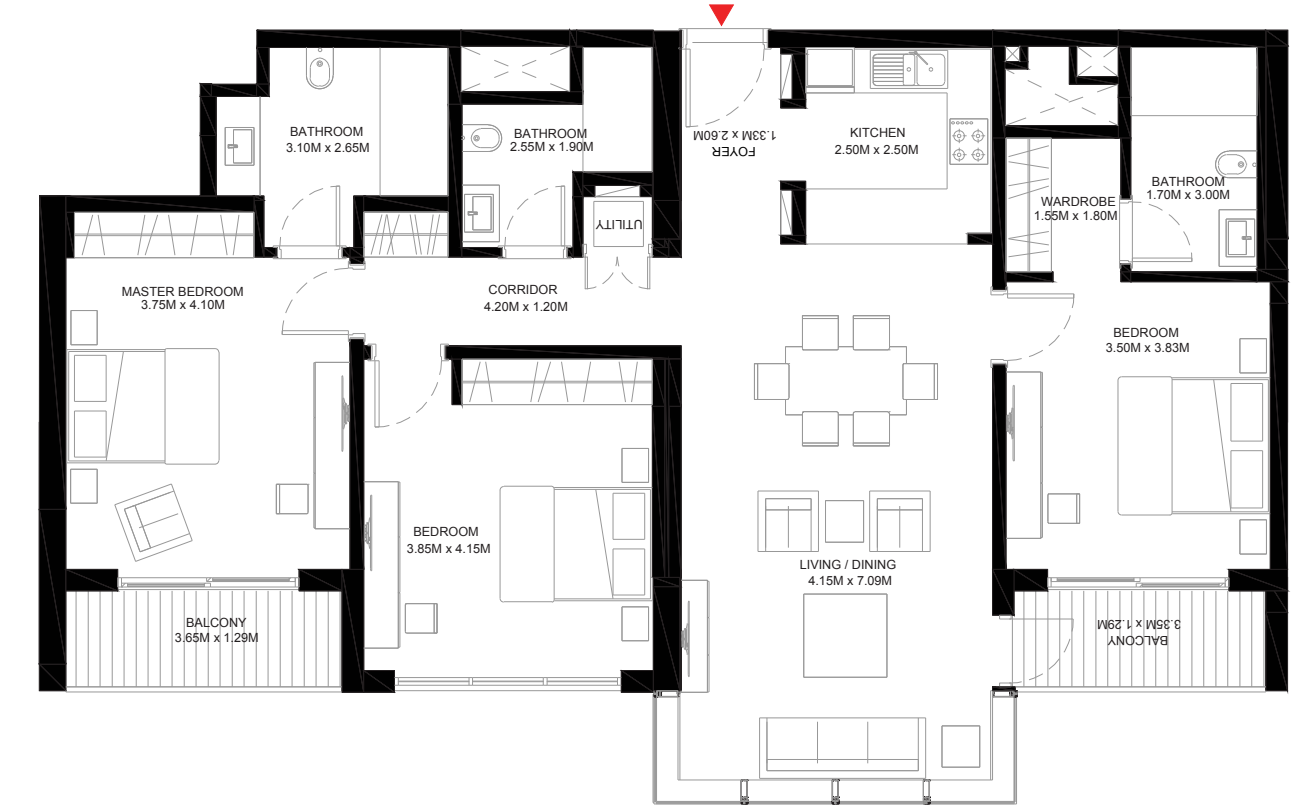 BATHROOM
3.10M x 2.65M
BATHROOM
2.55M x 1.90M
FOYER
1.33M x 2.60M
KITCHEN
2.50M x 2.50M
WARDROBE
1.55M x 1.80M
BATHROOM
1.70M x 3.00M
UTILITY
MASTER BEDROOM
3.75M x 4.10M
CORRIDOR
4.20M x 1.20M
BEDROOM
3.50M x 3.83M
BEDROOM
3.85M x 4.15M
LIVING / DINING
4.15M x 7.09M
BALCONY
3.65M x 1.29M
BALCONY
3.35M x 1.29M